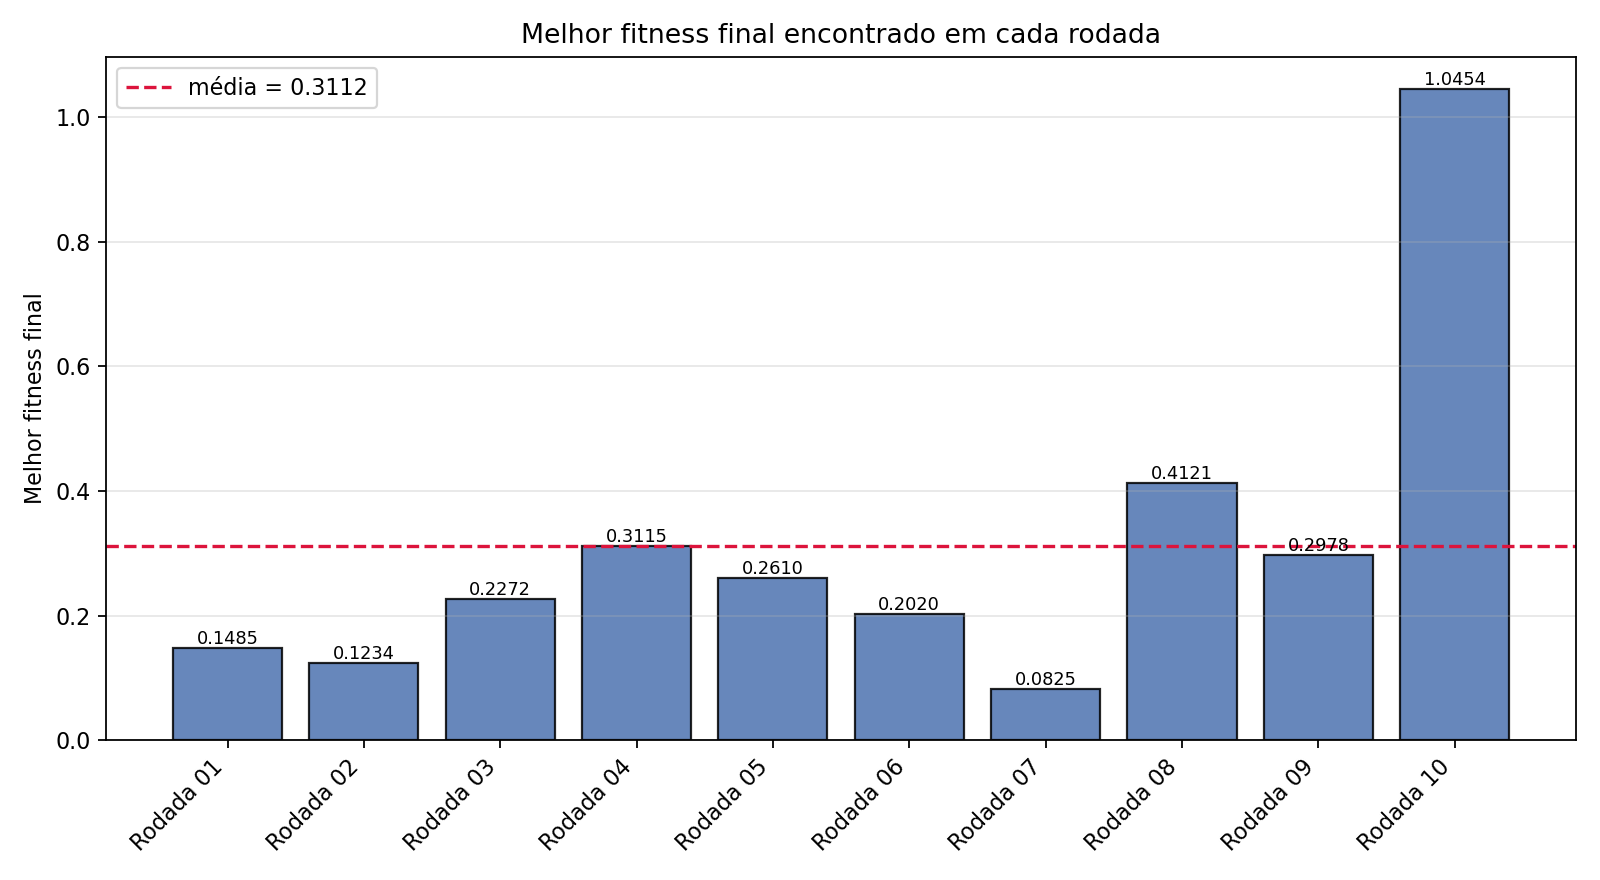 Melhor fitness final encontrado em cada rodada
média = 0.3112
Melhor fitness final
1.0
0.8
0.6
0.4
0.2
0.0
0.1485
0.1234
0.2272
0.3115
0.2610
0.2020
0.0825
0.4121
0.2978
1.0454
Rodada 01
Rodada 02
Rodada 03
Rodada 04
Rodada 05
Rodada 06
Rodada 07
Rodada 08
Rodada 09
Rodada 10